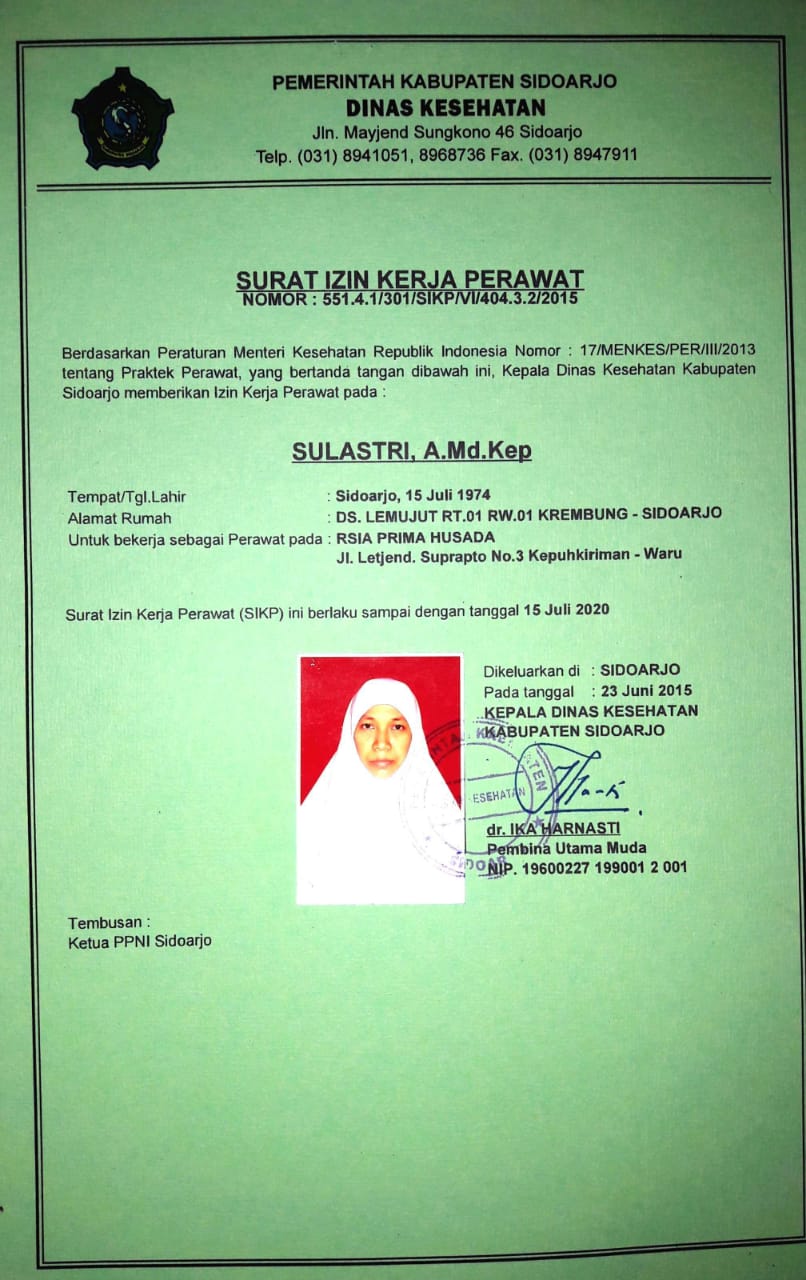 PEMERINTAH KABUPATEN SIDOARJO
DINAS KESEHATAN
Jln. Mayjend Sungkono 46 Sidoarjo
Telp. (031) 8941051, 8968736 Fax. (031) 8947911
SURAT IZIN KERJA PERAWAT
NOMOR : 551.4.1/301/SIKP/VI/404.3.2/2015
Berdasarkan Peraturan Menteri Kesehatan Republik Indonesia Nomor : 17/MENKES/PER/III/2013
tentang Praktek Perawat, yang bertanda tangan dibawah ini, Kepala Dinas Kesehatan Kabupaten
Sidoarjo memberikan Izin Kerja Perawat pada :
SULASTRI, A.Md.Kep
Tempat/Tgl.Lahir : Sidoarjo, 15 Juli 1974
Alamat Rumah : DS. LEMUJUT RT.01 RW.01 KREMBUNG - SIDOARJO
Untuk bekerja sebagai Perawat pada : RSIA PRIMA HUSADA
Jl. Letjend. Suprapto No.3 Kepuhkiriman - Waru
Surat Izin Kerja Perawat (SIKP) ini berlaku sampai dengan tanggal 15 Juli 2020
Dikeluarkan di : SIDOARJO
Pada tanggal : 23 Juni 2015
KEPALA DINAS KESEHATAN
KABUPATEN SIDOARJO
ESEHATAN
dr. IKA HARNASTI
Pembina Utama Muda
NIP. 19600227 199001 2 001
Tembusan :
Ketua PPNI Sidoarjo